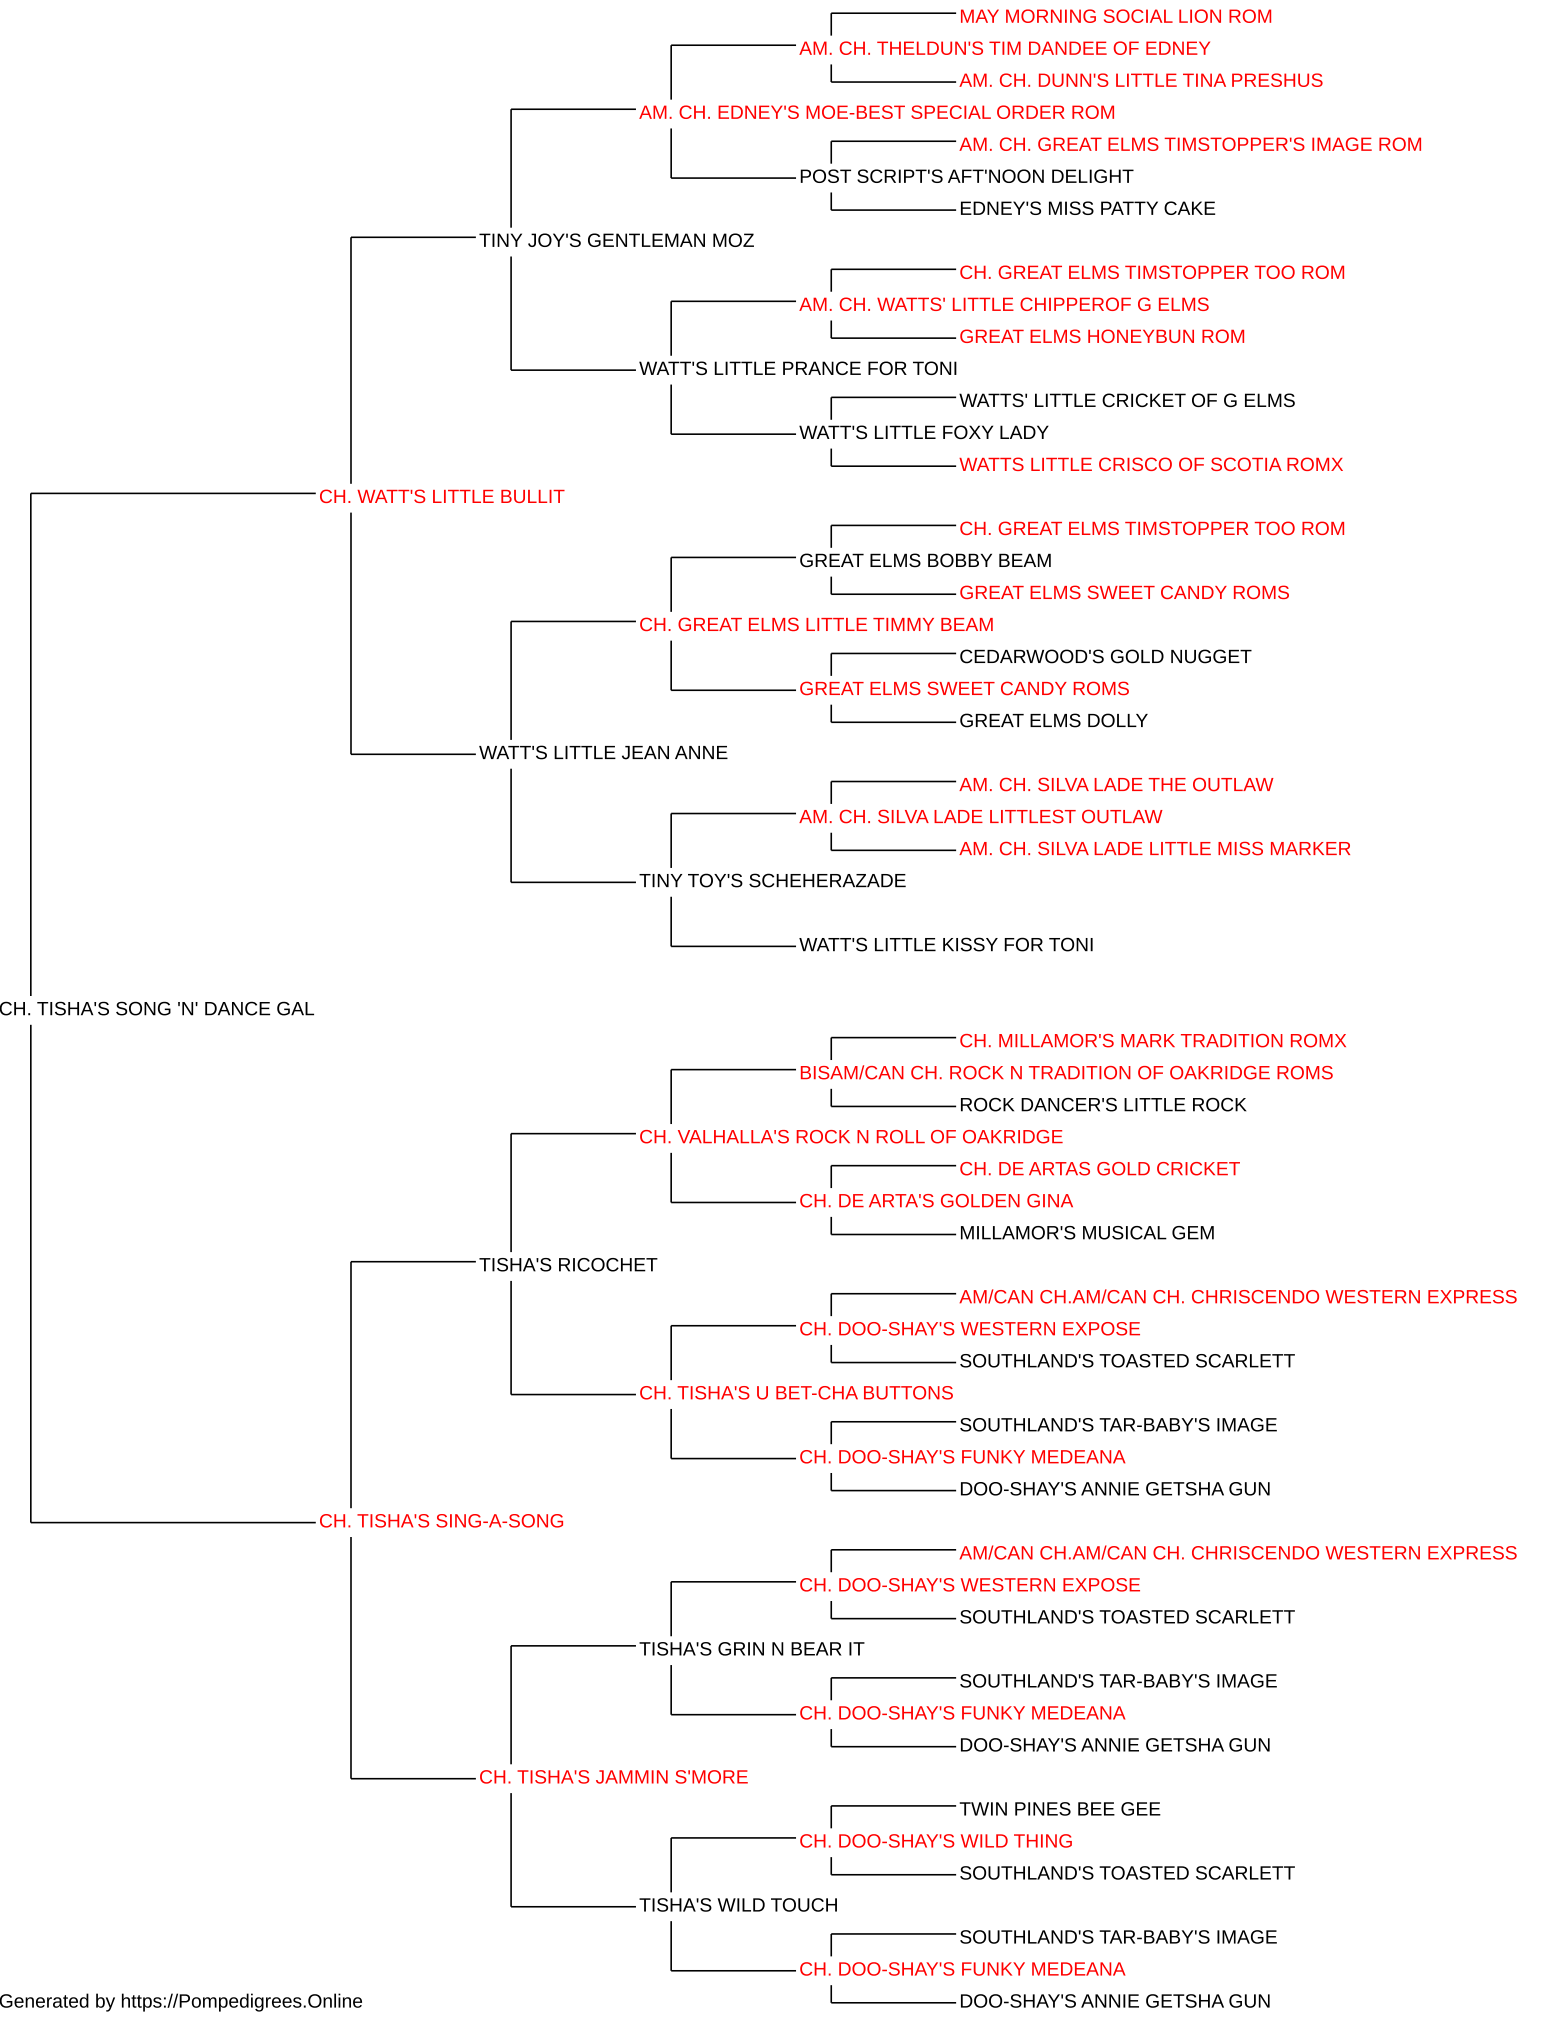 MAY MORNING SOCIAL LION ROM
AM. CH. THELDUN'S TIM DANDEE OF EDNEY
AM. CH. DUNN'S LITTLE TINA PRESHUS
AM. CH. EDNEY'S MOE-BEST SPECIAL ORDER ROM
AM. CH. GREAT ELMS TIMSTOPPER'S IMAGE ROM
POST SCRIPT'S AFT'NOON DELIGHT
EDNEY'S MISS PATTY CAKE
TINY JOY'S GENTLEMAN MOZ
CH. GREAT ELMS TIMSTOPPER TOO ROM
AM. CH. WATTS' LITTLE CHIPPEROF G ELMS
GREAT ELMS HONEYBUN ROM
WATT'S LITTLE PRANCE FOR TONI
WATTS' LITTLE CRICKET OF G ELMS
WATT'S LITTLE FOXY LADY
WATTS LITTLE CRISCO OF SCOTIA ROMX
CH. WATT'S LITTLE BULLIT
CH. GREAT ELMS TIMSTOPPER TOO ROM
GREAT ELMS BOBBY BEAM
GREAT ELMS SWEET CANDY ROMS
CH. GREAT ELMS LITTLE TIMMY BEAM
CEDARWOOD'S GOLD NUGGET
GREAT ELMS SWEET CANDY ROMS
GREAT ELMS DOLLY
WATT'S LITTLE JEAN ANNE
AM. CH. SILVA LADE THE OUTLAW
AM. CH. SILVA LADE LITTLEST OUTLAW
AM. CH. SILVA LADE LITTLE MISS MARKER
TINY TOY'S SCHEHERAZADE
WATT'S LITTLE KISSY FOR TONI
CH. TISHA'S SONG 'N' DANCE GAL
CH. MILLAMOR'S MARK TRADITION ROMX
BISAM/CAN CH. ROCK N TRADITION OF OAKRIDGE ROMS
ROCK DANCER'S LITTLE ROCK
CH. VALHALLA'S ROCK N ROLL OF OAKRIDGE
CH. DE ARTAS GOLD CRICKET
CH. DE ARTA'S GOLDEN GINA
MILLAMOR'S MUSICAL GEM
TISHA'S RICOCHET
AM/CAN CH.AM/CAN CH. CHRISCENDO WESTERN EXPRESS
CH. DOO-SHAY'S WESTERN EXPOSE
SOUTHLAND'S TOASTED SCARLETT
CH. TISHA'S U BET-CHA BUTTONS
SOUTHLAND'S TAR-BABY'S IMAGE
CH. DOO-SHAY'S FUNKY MEDEANA
DOO-SHAY'S ANNIE GETSHA GUN
CH. TISHA'S SING-A-SONG
AM/CAN CH.AM/CAN CH. CHRISCENDO WESTERN EXPRESS
CH. DOO-SHAY'S WESTERN EXPOSE
SOUTHLAND'S TOASTED SCARLETT
TISHA'S GRIN N BEAR IT
SOUTHLAND'S TAR-BABY'S IMAGE
CH. DOO-SHAY'S FUNKY MEDEANA
DOO-SHAY'S ANNIE GETSHA GUN
CH. TISHA'S JAMMIN S'MORE
TWIN PINES BEE GEE
CH. DOO-SHAY'S WILD THING
SOUTHLAND'S TOASTED SCARLETT
TISHA'S WILD TOUCH
SOUTHLAND'S TAR-BABY'S IMAGE
CH. DOO-SHAY'S FUNKY MEDEANA
DOO-SHAY'S ANNIE GETSHA GUN
Generated by https://Pompedigrees.Online